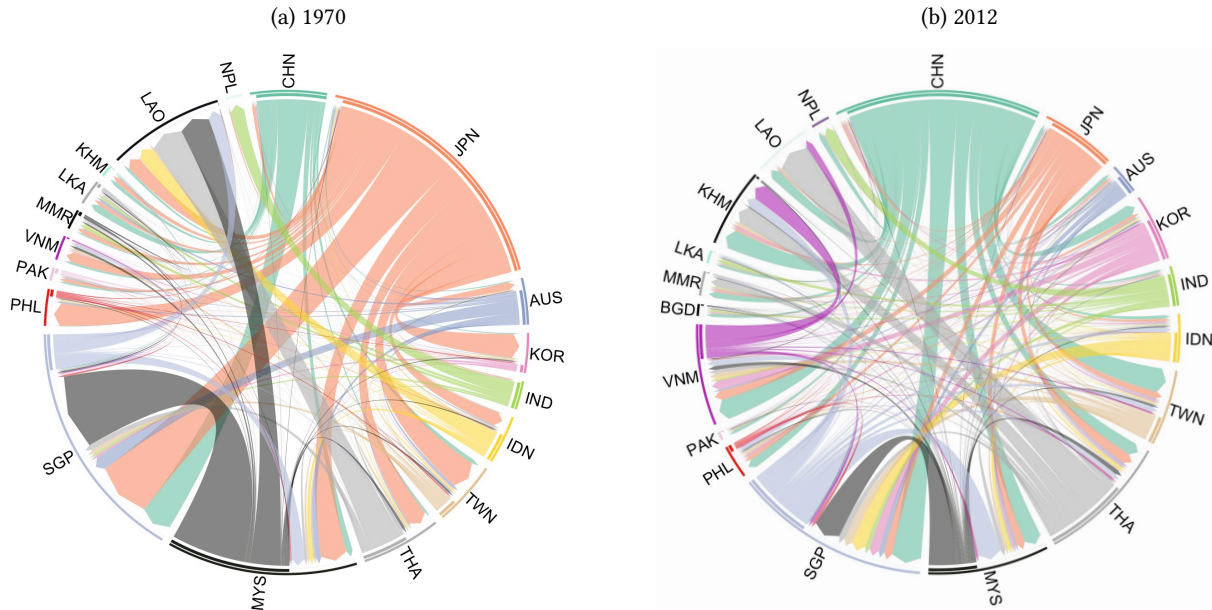 (a) 1970
CHN
JPN
AUS
KOR
IND
IDN
TWN
THA
MYS
SGP
PHL
PAK
VNM
MMR
LKA
KHM
LAO
NPL
(b) 2012
CHN
JPN
AUS
KOR
IND
IDN
TWN
THA
MYS
SGP
PHL
PAK
VNM
BGD
MMR
LKA
KHM
LAO
NPL